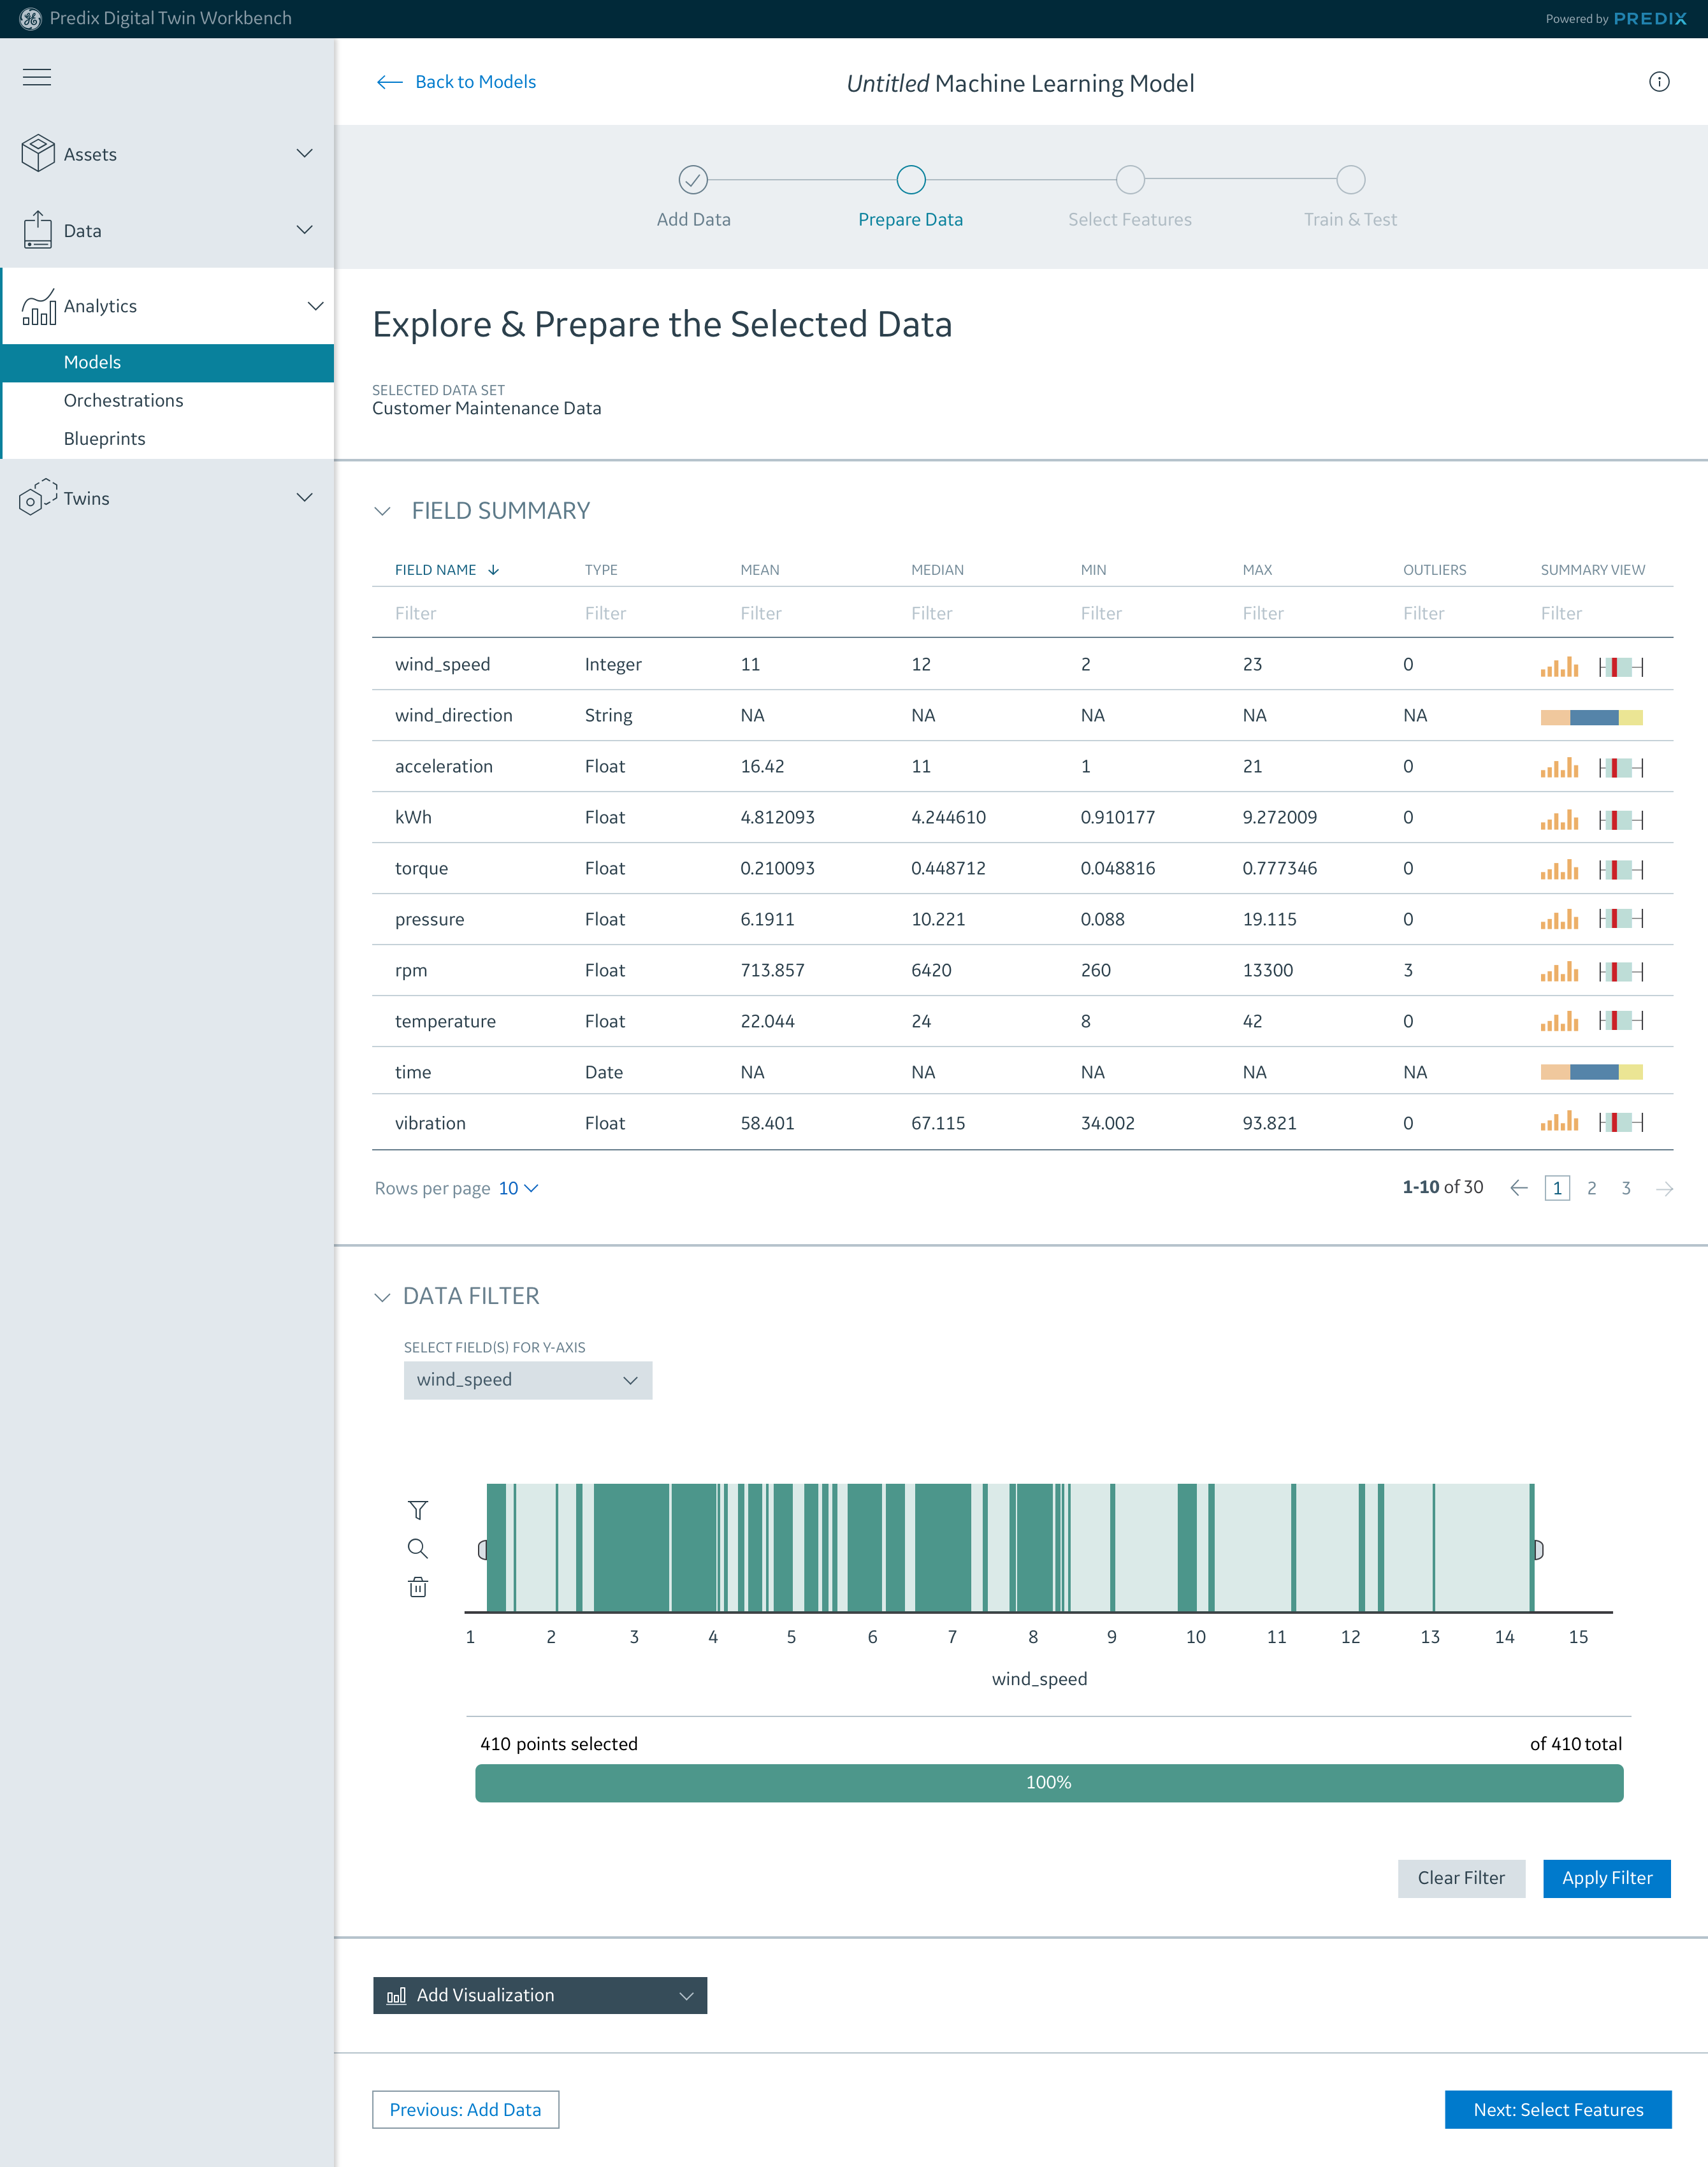 Predix Digital Twin Workbench
Powered by PREDIX
Back to Models
Untitled Machine Learning Model
Assets
Data
Analytics
Models
Orchestrations
Blueprints
Twins
Add Data
Prepare Data
Select Features
Train & Test
Explore & Prepare the Selected Data
SELECTED DATA SET
Customer Maintenance Data
FIELD SUMMARY
FIELD NAME TYPE MEAN MEDIAN MIN MAX OUTLIERS SUMMARY VIEW
Filter Filter Filter Filter Filter Filter Filter Filter
wind_speed Integer 11 12 2 23 0
wind_direction String NA NA NA NA NA
acceleration Float 16.42 11 1 21 0
kWh Float 4.812093 4.244610 0.910177 9.272009 0
torque Float 0.210093 0.448712 0.048816 0.777346 0
pressure Float 6.1911 10.221 0.088 19.115 0
rpm Float 713.857 6420 260 13300 3
temperature Float 22.044 24 8 42 0
time Date NA NA NA NA NA
vibration Float 58.401 67.115 34.002 93.821 0
Rows per page 10
1-10 of 30 1 2 3
DATA FILTER
SELECT FIELD(S) FOR Y-AXIS
wind_speed
1 2 3 4 5 6 7 8 9 10 11 12 13 14 15
wind_speed
410 points selected
of 410 total
100%
Clear Filter
Apply Filter
Add Visualization
Previous: Add Data
Next: Select Features